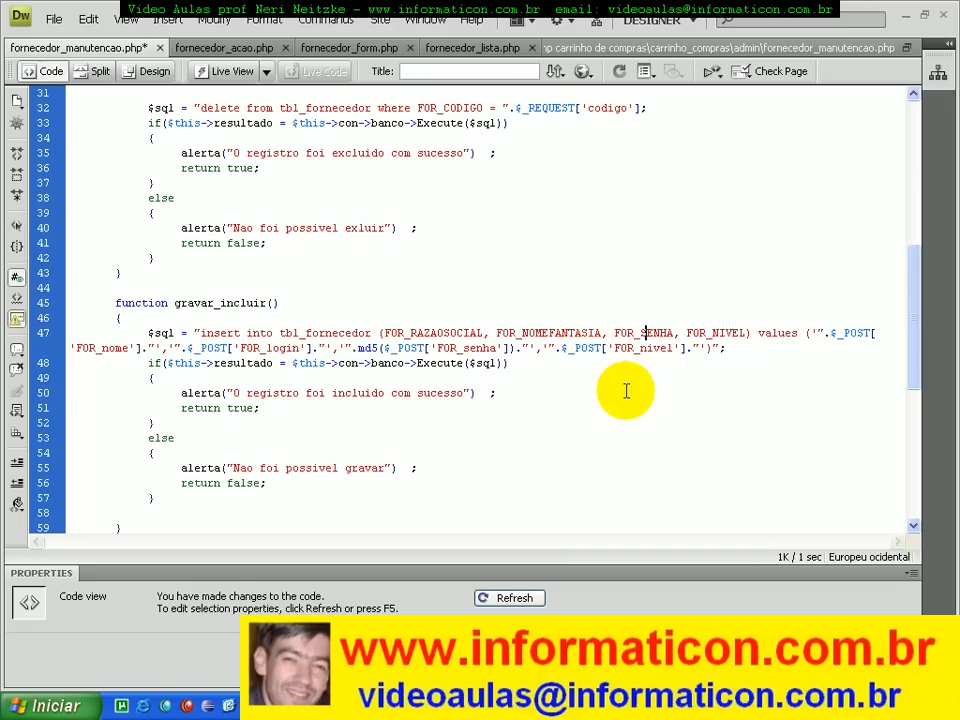 Video Aulas prof Neri Neitzke – www.informaticon.com.br  email: videoaulas@informaticon.com.br
Dw File Edit View Insert Modify Format Commands Site Window Help DESIGNER
fornecedor_manutencao.php* fornecedor_acao.php fornecedor_form.php fornecedor_lista.php np carrinho de compras\carrinho_compras\admin\fornecedor_manutencao.php
Code Split Design Live View Live Code Title: Check Page
31
32 $sql = "delete from tbl_fornecedor where FOR_CODIGO = ".$_REQUEST['codigo'];
33 if($this->resultado = $this->con->banco->Execute($sql))
34 {
35 alerta("O registro foi excluido com sucesso")  ;
36 return true;
37 }
38 else
39 {
40 alerta("Nao foi possivel exluir")  ;
41 return false;
42 }
43 }
44
45 function gravar_incluir()
46 {
47 $sql = "insert into tbl_fornecedor (FOR_RAZAOSOCIAL, FOR_NOMEFANTASIA, FOR_SENHA, FOR_NIVEL) values ('".$_POST[
'FOR_nome']."','".$_POST['FOR_login']."','".md5($_POST['FOR_senha'])."','".$_POST['FOR_nivel']."')";
48 if($this->resultado = $this->con->banco->Execute($sql))
49 {
50 alerta("O registro foi incluido com sucesso")  ;
51 return true;
52 }
53 else
54 {
55 alerta("Nao foi possivel gravar")  ;
56 return false;
57 }
58
59 }
1K / 1 sec Europeu ocidental
PROPERTIES
Code view You have made changes to the code. Refresh
To edit selection properties, click Refresh or press F5.
www.informaticon.com.br
videoaulas@informaticon.com.br
Iniciar